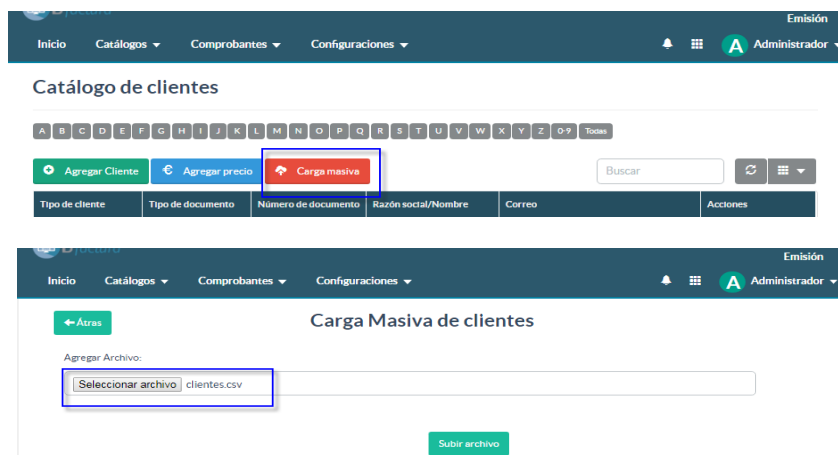 Emisión
Inicio Catálogos Comprobantes Configuraciones A Administrador
Catálogo de clientes
A B C D E F G H I J K L M N O P Q R S T U V W X Y Z 0-9 Todas
Agregar Cliente € Agregar precio Carga masiva Buscar
Tipo de cliente Tipo de documento Número de documento Razón social/Nombre Correo Acciones
Emisión
Inicio Catálogos Comprobantes Configuraciones A Administrador
Átras Carga Masiva de clientes
Agregar Archivo:
Seleccionar archivo clientes.csv
Subir archivo